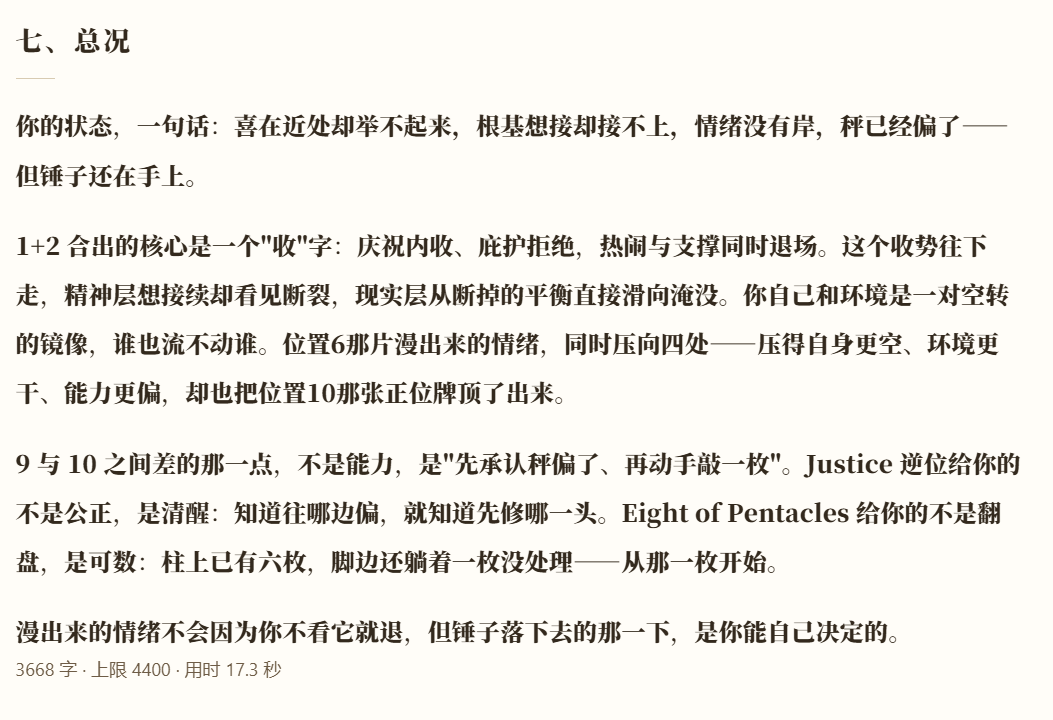 七、总况
你的状态，一句话：喜在近处却举不起来，根基想接却接不上，情绪没有岸，秤已经偏了——
但锤子还在手上。
1+2 合出的核心是一个"收"字：庆祝内收、庇护拒绝，热闹与支撑同时退场。这个收势往下
走，精神层想接续却看见断裂，现实层从断掉的平衡直接滑向淹没。你自己和环境是一对空转
的镜像，谁也流不动谁。位置6那片漫出来的情绪，同时压向四处——压得自身更空、环境更
干、能力更偏，却也把位置10那张正位牌顶了出来。
9 与 10 之间差的那一点，不是能力，是"先承认秤偏了、再动手敲一枚"。Justice 逆位给你的
不是公正，是清醒：知道往哪边偏，就知道先修哪一头。Eight of Pentacles 给你的不是翻
盘，是可数：柱上已有六枚，脚边还躺着一枚没处理——从那一枚开始。
漫出来的情绪不会因为你不看它就退，但锤子落下去的那一下，是你能自己决定的。
3668 字 · 上限 4400 · 用时 17.3 秒